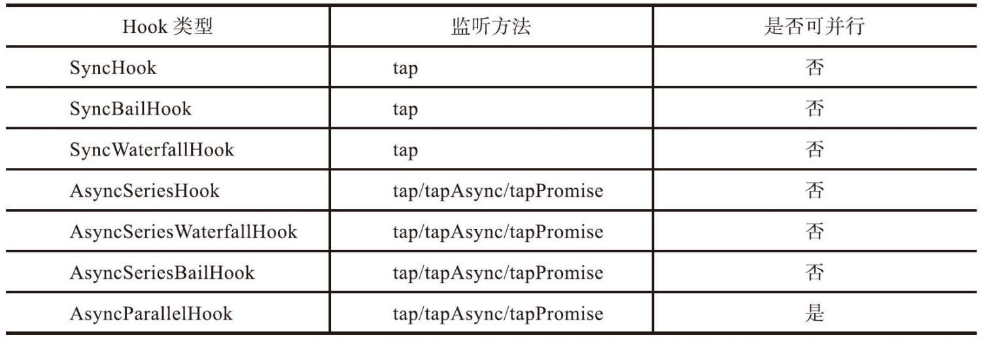 Hook 类型 监听方法 是否可并行
SyncHook tap 否
SyncBailHook tap 否
SyncWaterfallHook tap 否
AsyncSeriesHook tap/tapAsync/tapPromise 否
AsyncSeriesWaterfallHook tap/tapAsync/tapPromise 否
AsyncSeriesBailHook tap/tapAsync/tapPromise 否
AsyncParallelHook tap/tapAsync/tapPromise 是